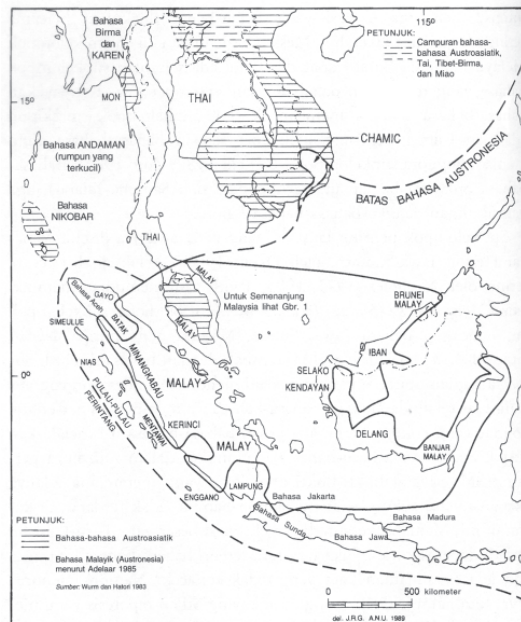 Bahasa
Birma
dan
KAREN
115°
PETUNJUK:
Campuran bahasa-
bahasa Austroasiatik,
Tai, Tibet-Birma,
dan Miao
15°
MON
THAI
CHAMIC
Bahasa ANDAMAN
(rumpun yang
terkucil)
BATAS BAHASA AUSTRONESIA
Bahasa
NIKOBAR
THAI
MALAY
Untuk Semenanjung
Malaysia lihat Gbr. 1
MALAY
BRUNEI
MALAY
Bahasa Aceh
GAYO
BATAK
SIMEULUE
IBAN
NIAS
MINANGKABAU
SELAKO
0°
MALAY
KENDAYAN
PULAU-PULAU
PERINTANG
MENTAWAI
KERINCI
MALAY
DELANG
BANJAR
MALAY
ENGGANO
LAMPUNG
Bahasa Jakarta
Bahasa Sunda
Bahasa Madura
Bahasa Jawa
PETUNJUK:
Bahasa-bahasa Austroasiatik
Bahasa Malayik (Austronesia)
menurut Adelaar 1985
Sumber: Wurm dan Hatori 1983
0 500 kilometer
del. J.R.G. A.N.U. 1989